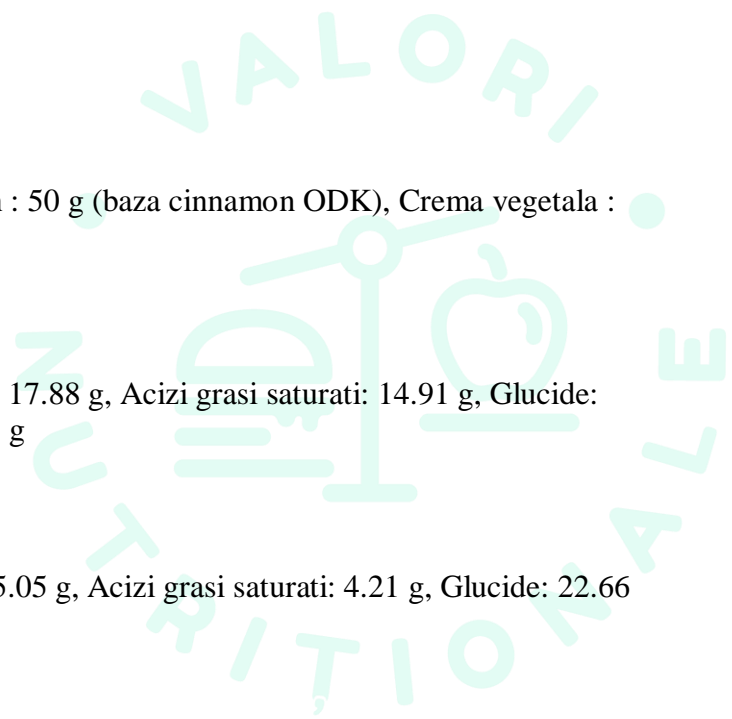 VALORI
: 50 g (baza cinnamon ODK), Crema vegetala :
17.88 g, Acizi grasi saturati: 14.91 g, Glucide:
g
5.05 g, Acizi grasi saturati: 4.21 g, Glucide: 22.66
NUTRIȚIONALE